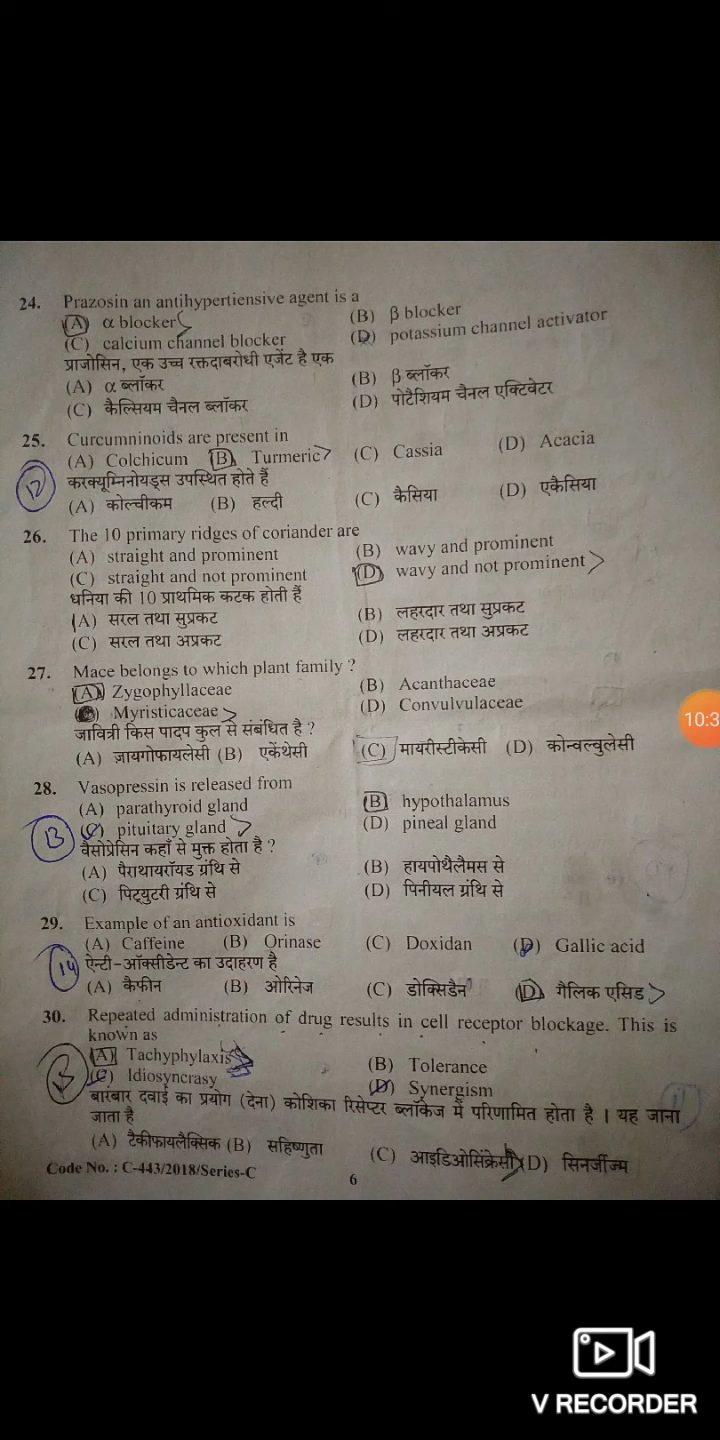 24. Prazosin an antihypertiensive agent is a
(A) α blocker (B) β blocker
(C) calcium channel blocker (D) potassium channel activator
प्राजोसिन, एक उच्च रक्तदाबरोधी एजेंट है एक
(A) α ब्लॉकर (B) β ब्लॉकर
(C) कैल्सियम चैनल ब्लॉकर (D) पोटैशियम चैनल एक्टिवेटर
25. Curcumninoids are present in
(A) Colchicum (B) Turmeric (C) Cassia (D) Acacia
12 करक्यूम्निनोयड्स उपस्थित होते हैं
(A) कोल्चीकम (B) हल्दी (C) कैसिया (D) एकैसिया
26. The 10 primary ridges of coriander are
(A) straight and prominent (B) wavy and prominent
(C) straight and not prominent (D) wavy and not prominent
धनिया की 10 प्राथमिक कटक होती हैं
(A) सरल तथा सुप्रकट (B) लहरदार तथा सुप्रकट
(C) सरल तथा अप्रकट (D) लहरदार तथा अप्रकट
27. Mace belongs to which plant family ?
(A) Zygophyllaceae (B) Acanthaceae
Myristicaceae (D) Convulvulaceae
जावित्री किस पादप कुल से संबंधित है ?
(A) ज़ायगोफायलेसी (B) एकेंथेसी (C) मायरीस्टीकेसी (D) कोन्वल्वुलेसी
28. Vasopressin is released from
(A) parathyroid gland (B) hypothalamus
13 (C) pituitary gland (D) pineal gland
वैसोप्रेसिन कहाँ से मुक्त होता है ?
(A) पैराथायरॉयड ग्रंथि से (B) हायपोथैलैमस से
(C) पिट्युटरी ग्रंथि से (D) पिनीयल ग्रंथि से
29. Example of an antioxidant is
(A) Caffeine (B) Orinase (C) Doxidan (D) Gallic acid
14 ऐन्टी-ऑक्सीडेन्ट का उदाहरण है
(A) कैफीन (B) ओरिनेज (C) डोक्सिडैन (D) गैलिक एसिड
30. Repeated administration of drug results in cell receptor blockage. This is
known as
(A) Tachyphylaxis (B) Tolerance
(C) Idiosyncrasy (D) Synergism
बारंबार दवाई का प्रयोग (देना) कोशिका रिसेप्टर ब्लॉकेज में परिणामित होता है । यह जाना
जाता है
(A) टैकीफायलैक्सिक (B) सहिष्णुता (C) आइडिओसिंक्रेसी (D) सिनर्जीज्म
Code No. : C-443/2018/Series-C
6
10:3
V RECORDER